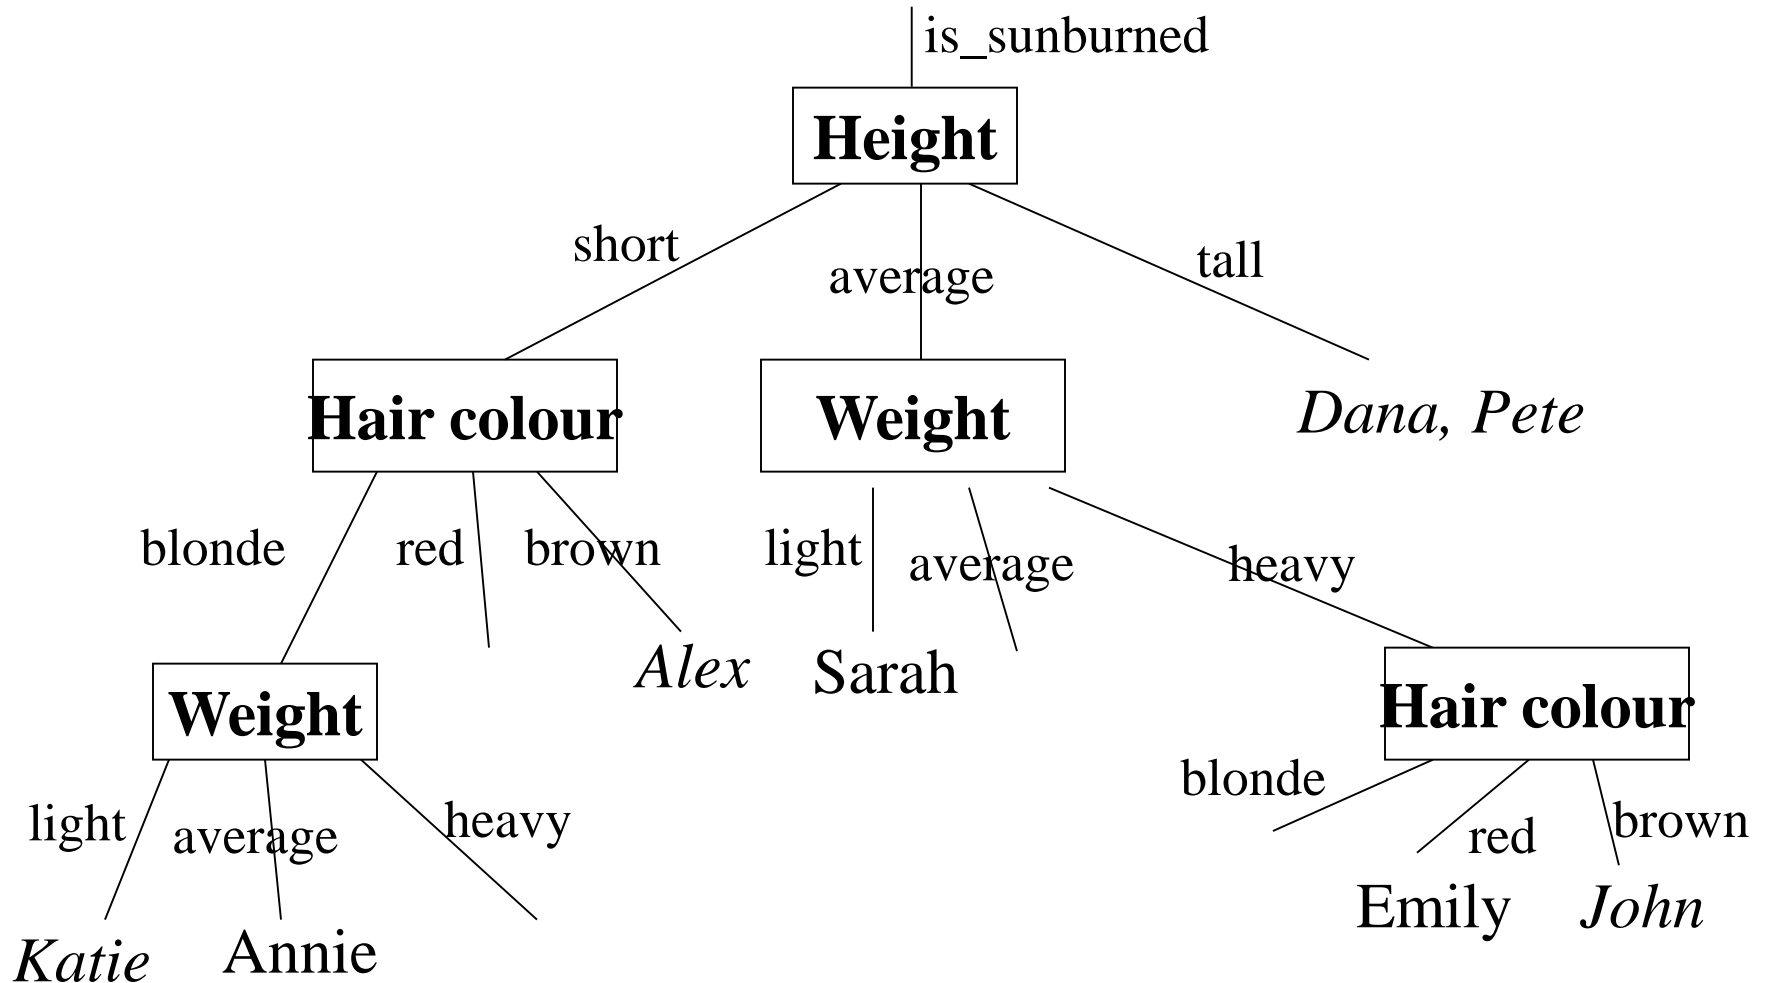 is_sunburned
Height
short
average
tall
Hair colour
Weight
Dana, Pete
blonde
red
brown
light
average
heavy
Alex
Sarah
Weight
Hair colour
light
average
heavy
blonde
red
brown
Katie
Annie
Emily
John